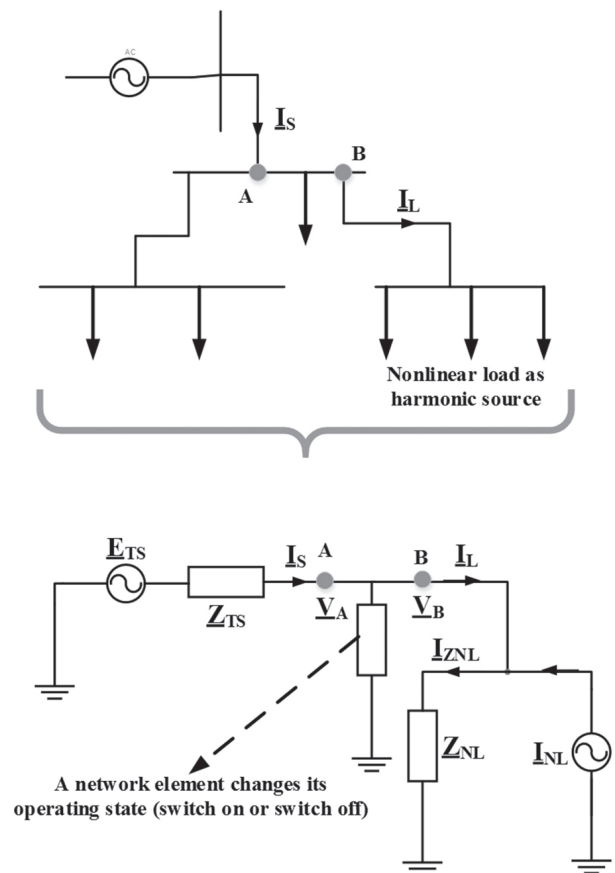 AC
I_S
B
A
I_L
Nonlinear load as
harmonic source
E_TS
I_S
A
B
I_L
Z_TS
V_A
V_B
I_ZNL
Z_NL
I_NL
A network element changes its
operating state (switch on or switch off)